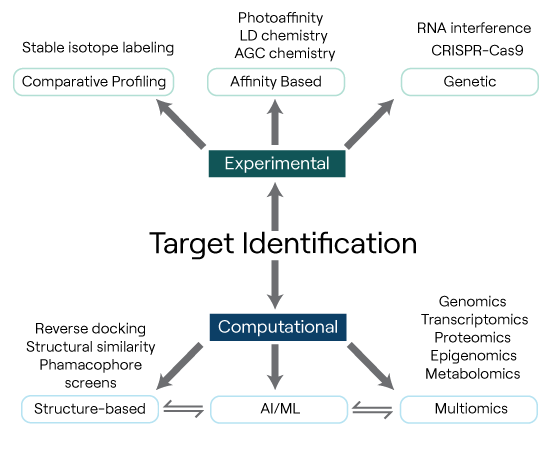 Stable isotope labeling
Comparative Profiling
Photoaffinity
LD chemistry
AGC chemistry
Affinity Based
RNA interference
CRISPR-Cas9
Genetic
Experimental
Target Identification
Computational
Reverse docking
Structural similarity
Phamacophore
screens
Structure-based
AI/ML
Genomics
Transcriptomics
Proteomics
Epigenomics
Metabolomics
Multiomics